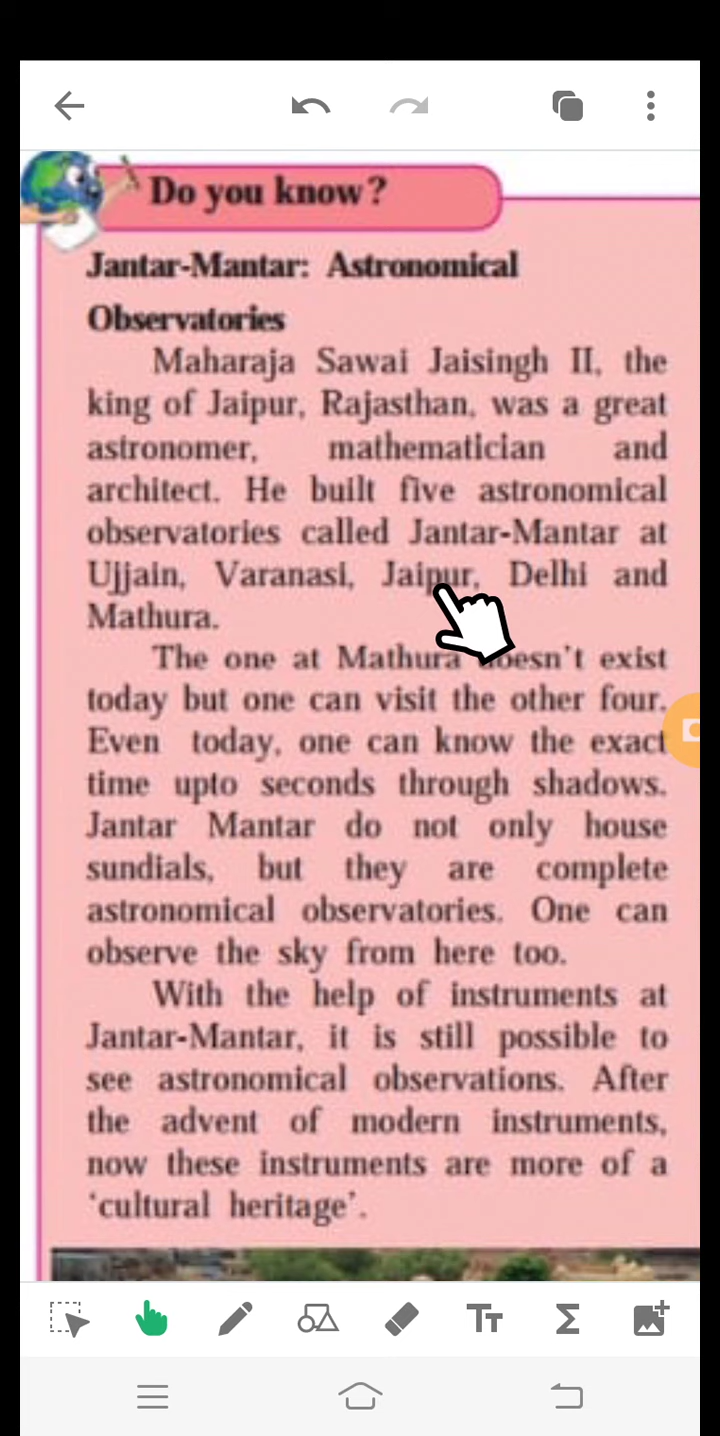 Do you know?
Jantar-Mantar: Astronomical
Observatories
Maharaja Sawai Jaisingh II, the
king of Jaipur, Rajasthan, was a great
astronomer, mathematician and
architect. He built five astronomical
observatories called Jantar-Mantar at
Ujjain, Varanasi, Jaipur, Delhi and
Mathura.
The one at Mathura doesn't exist
today but one can visit the other four.
Even today, one can know the exact
time upto seconds through shadows.
Jantar Mantar do not only house
sundials, but they are complete
astronomical observatories. One can
observe the sky from here too.
With the help of instruments at
Jantar-Mantar, it is still possible to
see astronomical observations. After
the advent of modern instruments,
now these instruments are more of a
‘cultural heritage’.
TT Σ